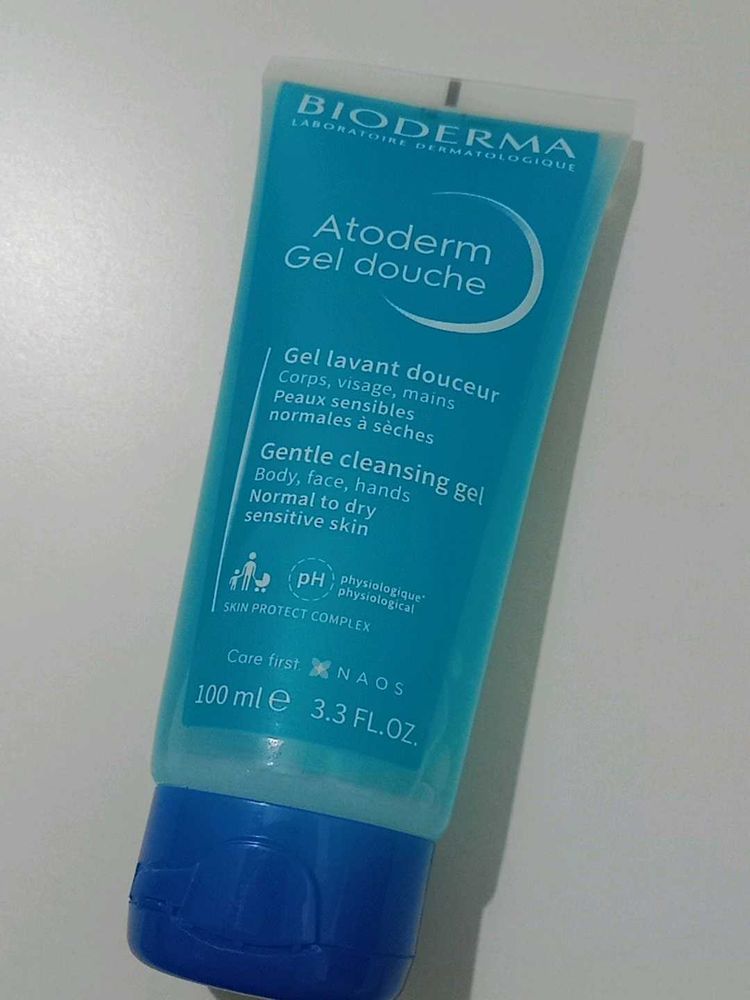 BIODERMA
LABORATOIRE DERMATOLOGIQUE
Atoderm
Gel douche
Gel lavant douceur
Corps, visage, mains
Peaux sensibles
normales à sèches
Gentle cleansing gel
Body, face, hands
Normal to dry
sensitive skin
pH
physiologique*
physiological
SKIN PROTECT COMPLEX
Care first. NAOS
100 ml ℮ 3.3 FL.OZ.